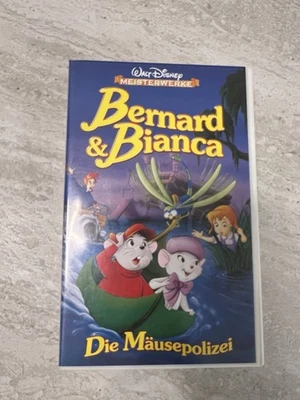 Walt Disney
MEISTERWERKE
Bernard
& Bianca
Die Mäusepolizei